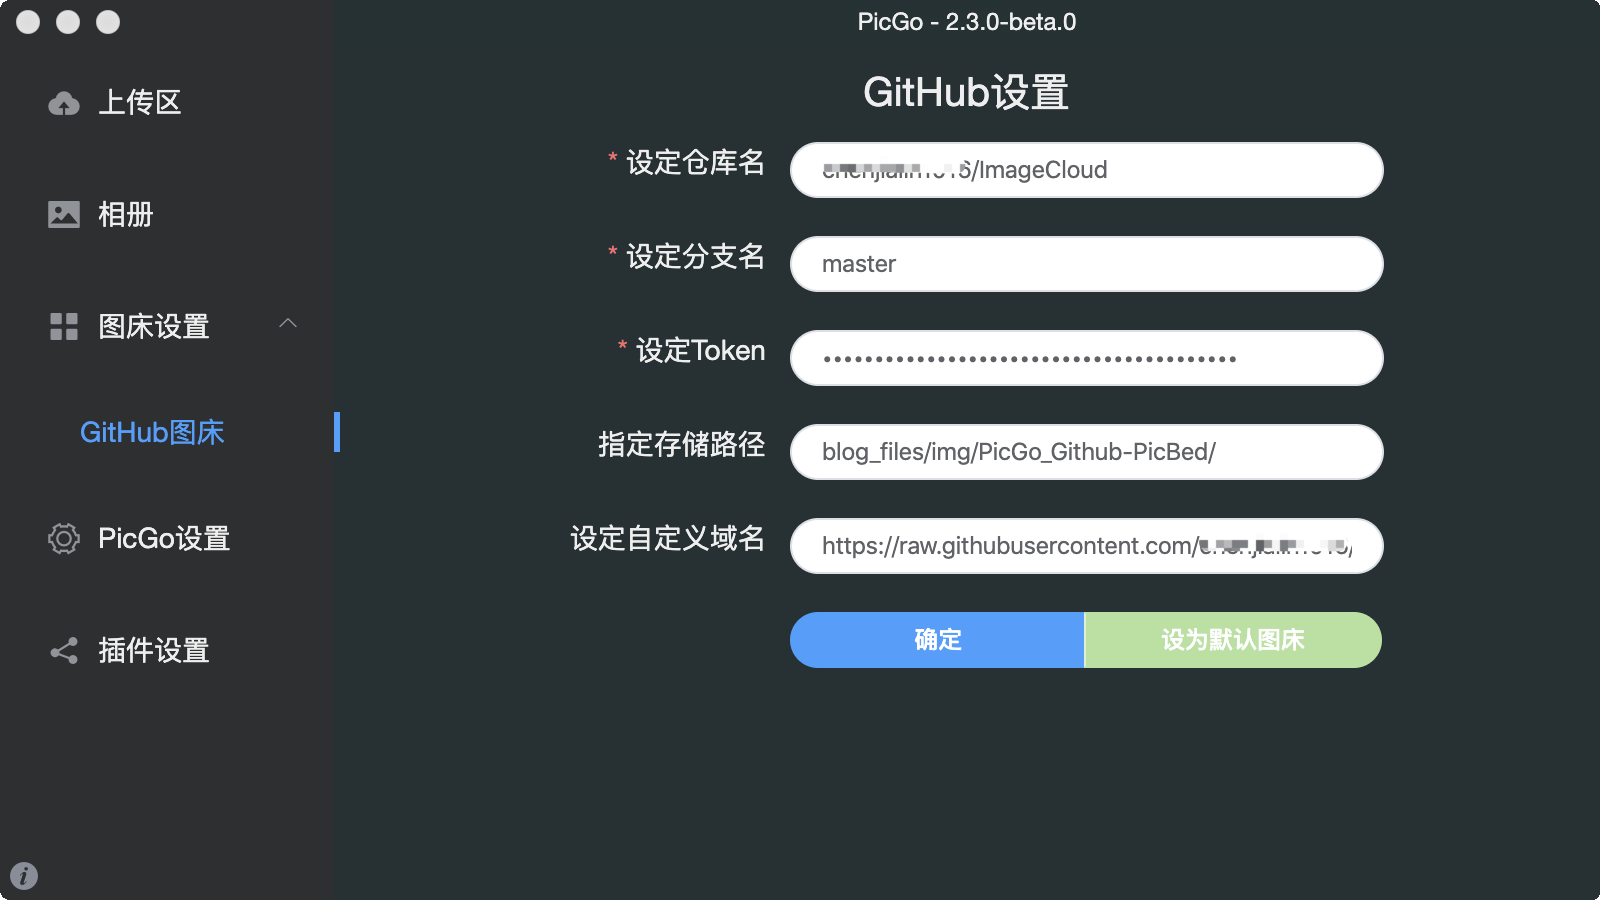 PicGo - 2.3.0-beta.0
上传区
相册
图床设置
GitHub图床
PicGo设置
插件设置
GitHub设置
* 设定仓库名
/ImageCloud
* 设定分支名
master
* 设定Token
••••••••••••••••••••••••••••••••••••••••
指定存储路径
blog_files/img/PicGo_Github-PicBed/
设定自定义域名
https://raw.githubusercontent.com/
确定
设为默认图床